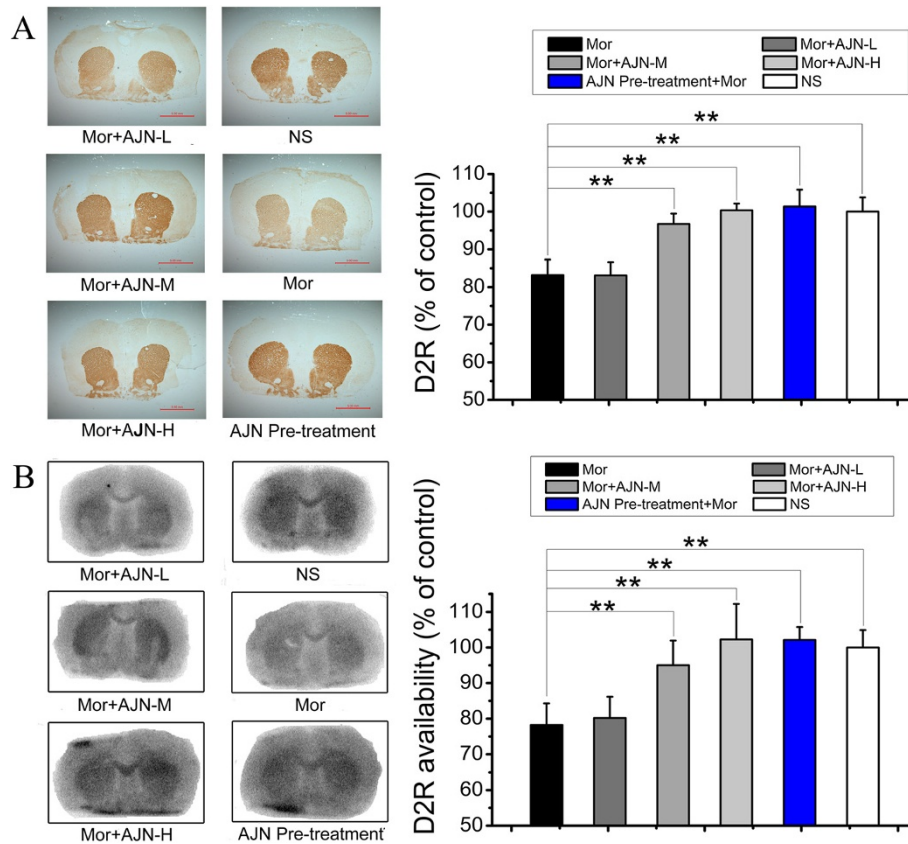 A
Mor+AJN-L
NS
Mor+AJN-M
Mor
Mor+AJN-H
AJN Pre-treatment
Mor
Mor+AJN-L
Mor+AJN-M
Mor+AJN-H
AJN Pre-treatment+Mor
NS
**
**
**
**
D2R (% of control)
110
100
90
80
70
60
50
B
Mor+AJN-L
NS
Mor+AJN-M
Mor
Mor+AJN-H
AJN Pre-treatment
Mor
Mor+AJN-L
Mor+AJN-M
Mor+AJN-H
AJN Pre-treatment+Mor
NS
**
**
**
**
D2R availability (% of control)
110
100
90
80
70
60
50